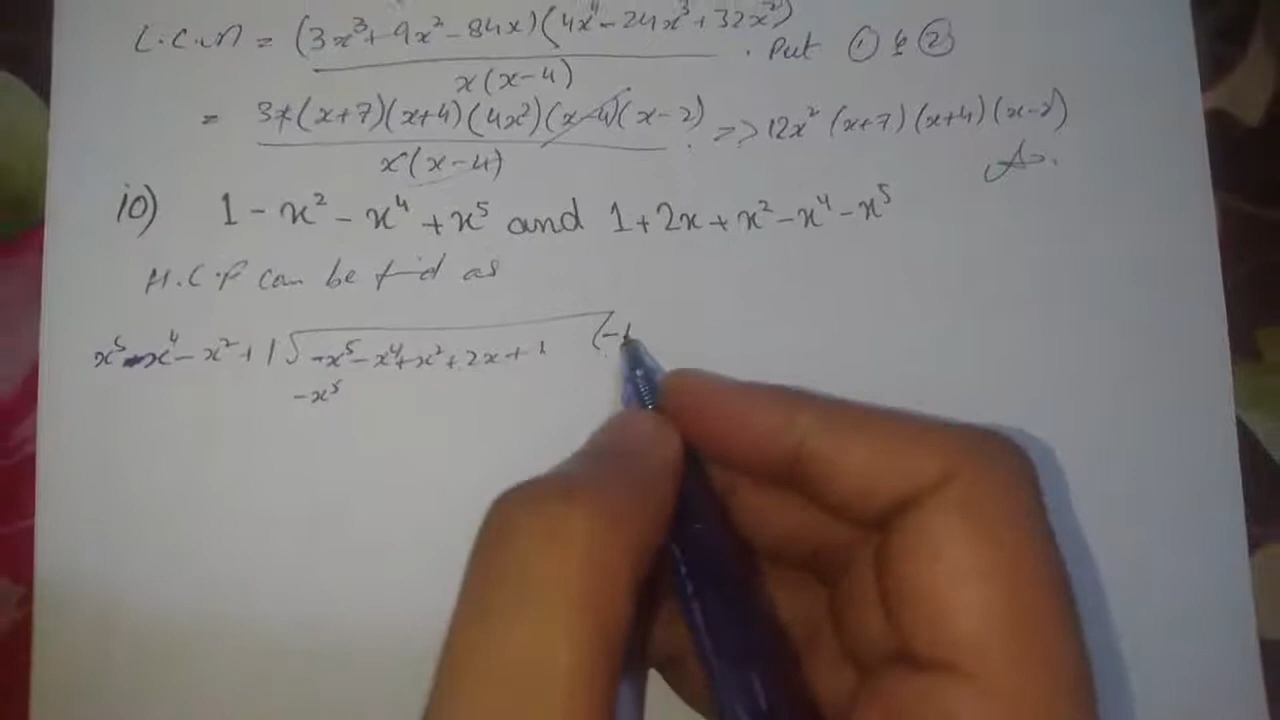 L.C.M = (3x³+9x²-84x)(4x⁴-24x³+32x²) . Put ① & ②
x(x-4)
= 3x(x+7)(x+4)(4x²)(x-4)(x-2) => 12x² (x+7)(x+4)(x-2)
x(x-4)
io) 1-x²-x⁴+x⁵ and 1+2x+x²-x⁴-x⁵
H.C.F can be find as
x⁵-x⁴-x²+1 -x⁵-x⁴+x²+2x+1 (-1
-x⁵